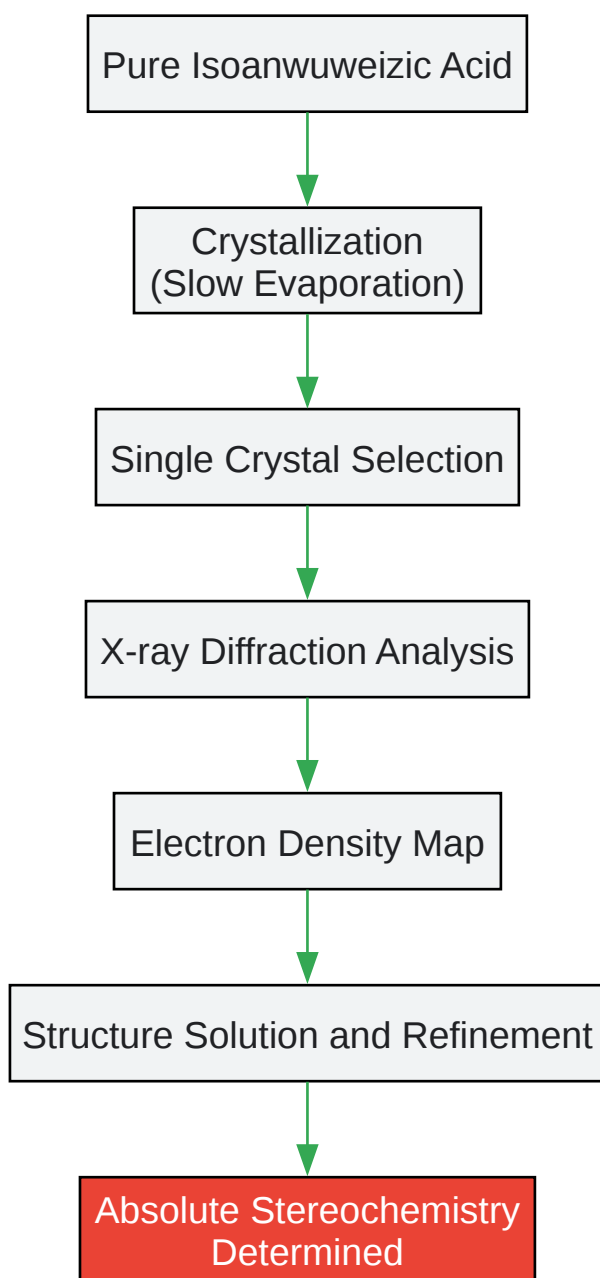 Pure Isoanwuweizic Acid
Crystallization
(Slow Evaporation)
Single Crystal Selection
X-ray Diffraction Analysis
Electron Density Map
Structure Solution and Refinement
Absolute Stereochemistry
Determined